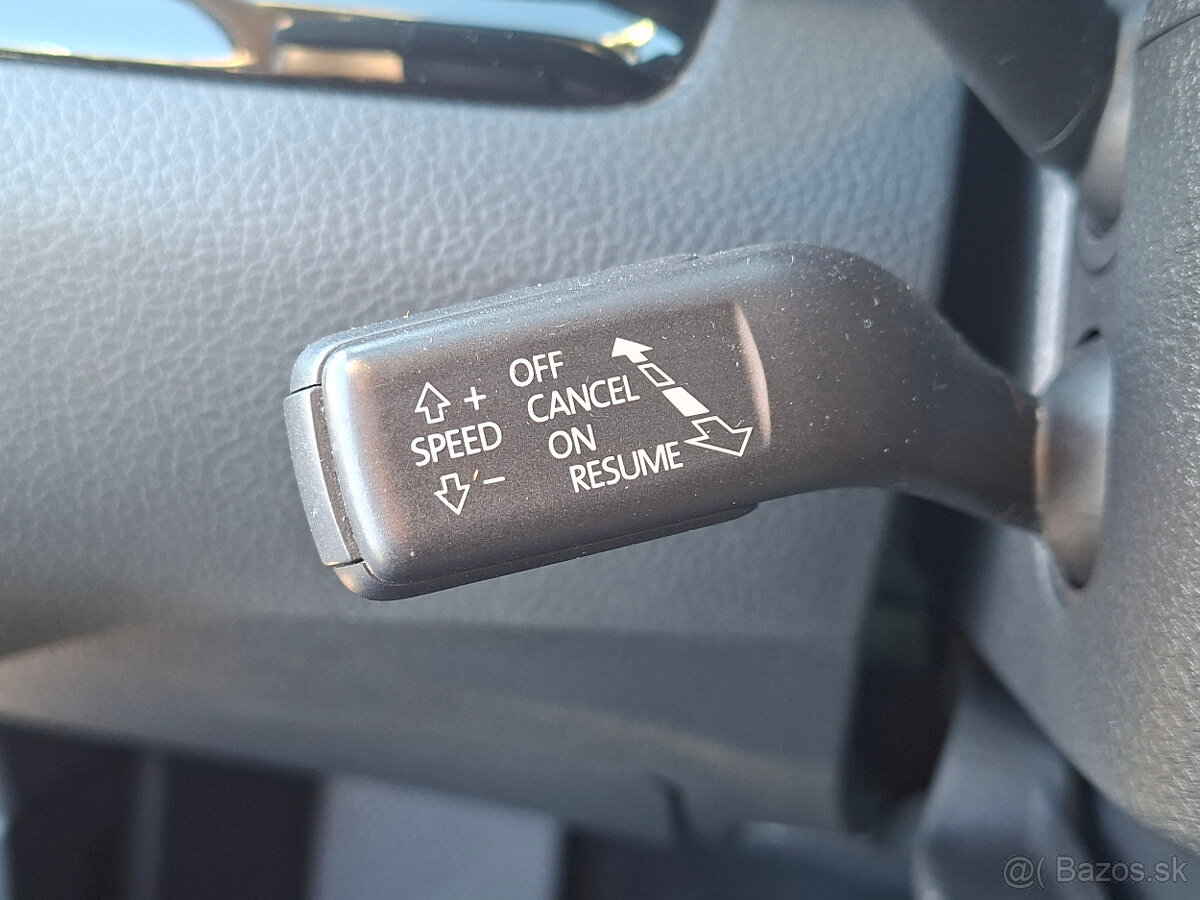 +
SPEED
−
OFF
CANCEL
ON
RESUME
@( Bazos.sk